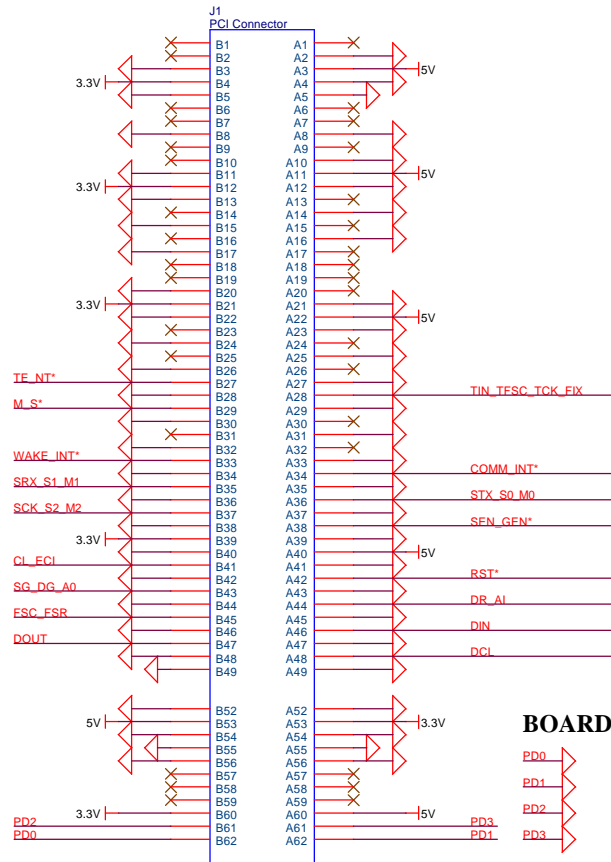 J1
PCI Connector
B1 A1
B2 A2
B3 A3 5V
3.3V B4 A4
B5 A5
B6 A6
B7 A7
B8 A8
B9 A9
B10 A10
B11 A11 5V
3.3V B12 A12
B13 A13
B14 A14
B15 A15
B16 A16
B17 A17
B18 A18
B19 A19
B20 A20
3.3V B21 A21
B22 A22 5V
B23 A23
B24 A24
B25 A25
B26 A26
TE_NT* B27 A27
B28 A28 TIN_TFSC_TCK_FIX
M_S* B29 A29
B30 A30
B31 A31
B32 A32
WAKE_INT* B33 A33
B34 A34 COMM_INT*
SRX_S1_M1 B35 A35
B36 A36 STX_S0_M0
SCK_S2_M2 B37 A37
B38 A38 SEN_GEN*
3.3V B39 A39
B40 A40 5V
CL_ECI B41 A41
B42 A42 RST*
SG_DG_A0 B43 A43
B44 A44 DR_AI
FSC_FSR B45 A45
B46 A46 DIN
DOUT B47 A47
B48 A48 DCL
B49 A49
B52 A52
5V B53 A53 3.3V
B54 A54
B55 A55
B56 A56
B57 A57
B58 A58
B59 A59
3.3V B60 A60 5V
PD2 B61 A61 PD3
PD0 B62 A62 PD1
BOARD
PD0
PD1
PD2
PD3